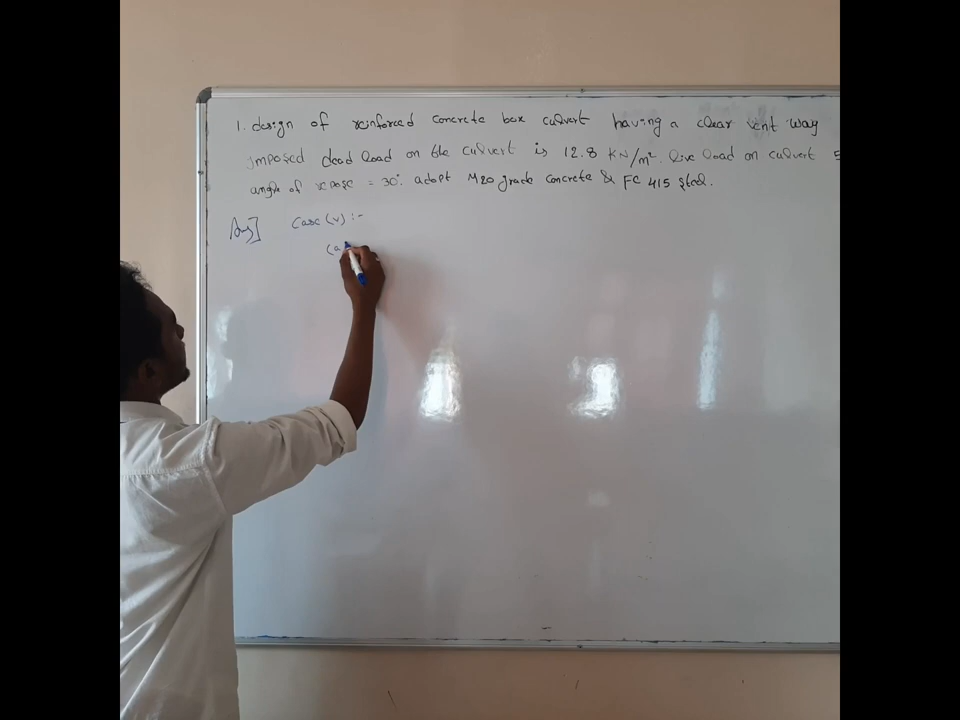 1. design of reinforced concrete box culvert having a clear vent way
imposed dead load on the culvert is 12.8 KN/m². live load on culvert 5
angle of repose = 30°. adopt M20 grade concrete & FC 415 steel.
Ans] Case (v) :-
(a